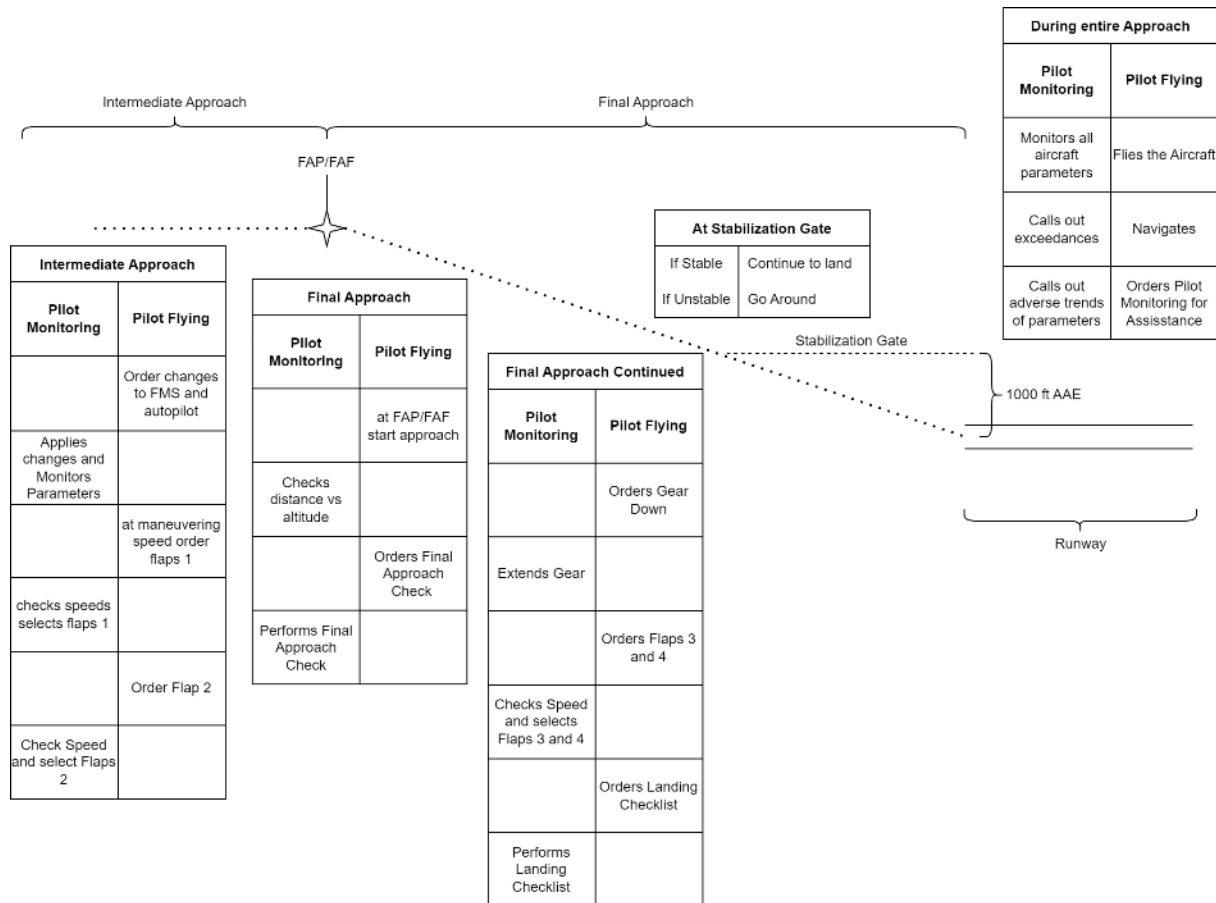 During entire Approach
Pilot
Monitoring
Pilot Flying
Monitors all
aircraft
parameters
Flies the Aircraft
Calls out
exceedances
Navigates
Calls out
adverse trends
of parameters
Orders Pilot
Monitoring for
Assisstance
Intermediate Approach
Final Approach
FAP/FAF
At Stabilization Gate
If Stable
Continue to land
If Unstable
Go Around
Stabilization Gate
1000 ft AAE
Runway
Intermediate Approach
Pilot
Monitoring
Pilot Flying
Order changes
to FMS and
autopilot
Applies
changes and
Monitors
Parameters
at maneuvering
speed order
flaps 1
checks speeds
selects flaps 1
Order Flap 2
Check Speed
and select Flaps
2
Final Approach
Pilot
Monitoring
Pilot Flying
at FAP/FAF
start approach
Checks
distance vs
altitude
Orders Final
Approach
Check
Performs Final
Approach
Check
Final Approach Continued
Pilot
Monitoring
Pilot Flying
Orders Gear
Down
Extends Gear
Orders Flaps 3
and 4
Checks Speed
and selects
Flaps 3 and 4
Orders Landing
Checklist
Performs
Landing
Checklist